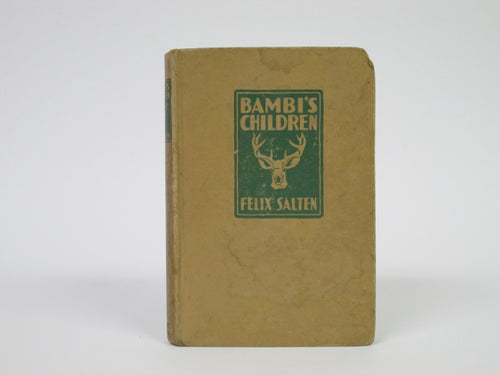 BAMBI'S
CHILDREN
FELIX SALTEN